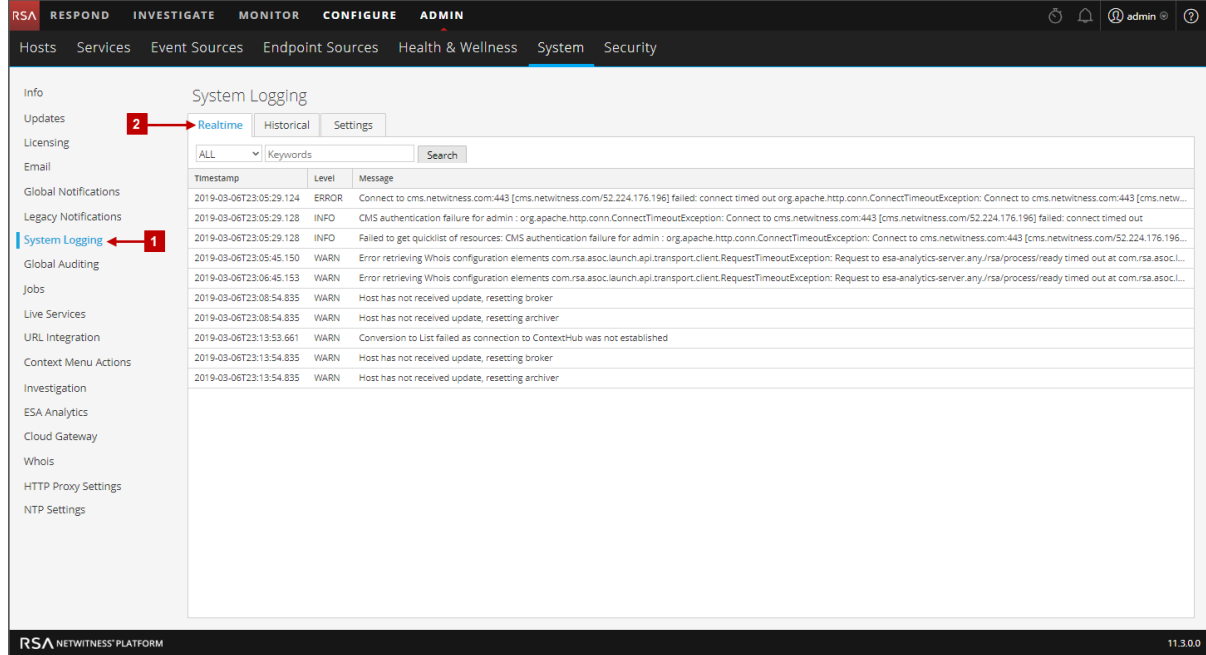 RSA RESPOND INVESTIGATE MONITOR CONFIGURE ADMIN admin
Hosts Services Event Sources Endpoint Sources Health & Wellness System Security
Info
Updates
Licensing
Email
Global Notifications
Legacy Notifications
System Logging 1
Global Auditing
Jobs
Live Services
URL Integration
Context Menu Actions
Investigation
ESA Analytics
Cloud Gateway
Whois
HTTP Proxy Settings
NTP Settings
System Logging
2 Realtime Historical Settings
ALL Keywords Search
Timestamp Level Message
2019-03-06T23:05:29.124 ERROR Connect to cms.netwitness.com:443 [cms.netwitness.com/52.224.176.196] failed: connect timed out org.apache.http.conn.ConnectTimeoutException: Connect to cms.netwitness.com:443 [cms.netw...
2019-03-06T23:05:29.128 INFO CMS authentication failure for admin : org.apache.http.conn.ConnectTimeoutException: Connect to cms.netwitness.com:443 [cms.netwitness.com/52.224.176.196] failed: connect timed out
2019-03-06T23:05:29.128 INFO Failed to get quicklist of resources: CMS authentication failure for admin : org.apache.http.conn.ConnectTimeoutException: Connect to cms.netwitness.com:443 [cms.netwitness.com/52.224.176.196...
2019-03-06T23:05:45.150 WARN Error retrieving Whois configuration elements com.rsa.asoc.launch.api.transport.client.RequestTimeoutException: Request to esa-analytics-server.any./rsa/process/ready timed out at com.rsa.asoc.l...
2019-03-06T23:06:45.153 WARN Error retrieving Whois configuration elements com.rsa.asoc.launch.api.transport.client.RequestTimeoutException: Request to esa-analytics-server.any./rsa/process/ready timed out at com.rsa.asoc.l...
2019-03-06T23:08:54.835 WARN Host has not received update, resetting broker
2019-03-06T23:08:54.835 WARN Host has not received update, resetting archiver
2019-03-06T23:13:53.661 WARN Conversion to List failed as connection to ContextHub was not established
2019-03-06T23:13:54.835 WARN Host has not received update, resetting broker
2019-03-06T23:13:54.835 WARN Host has not received update, resetting archiver
RSA NETWITNESS® PLATFORM 11.3.0.0